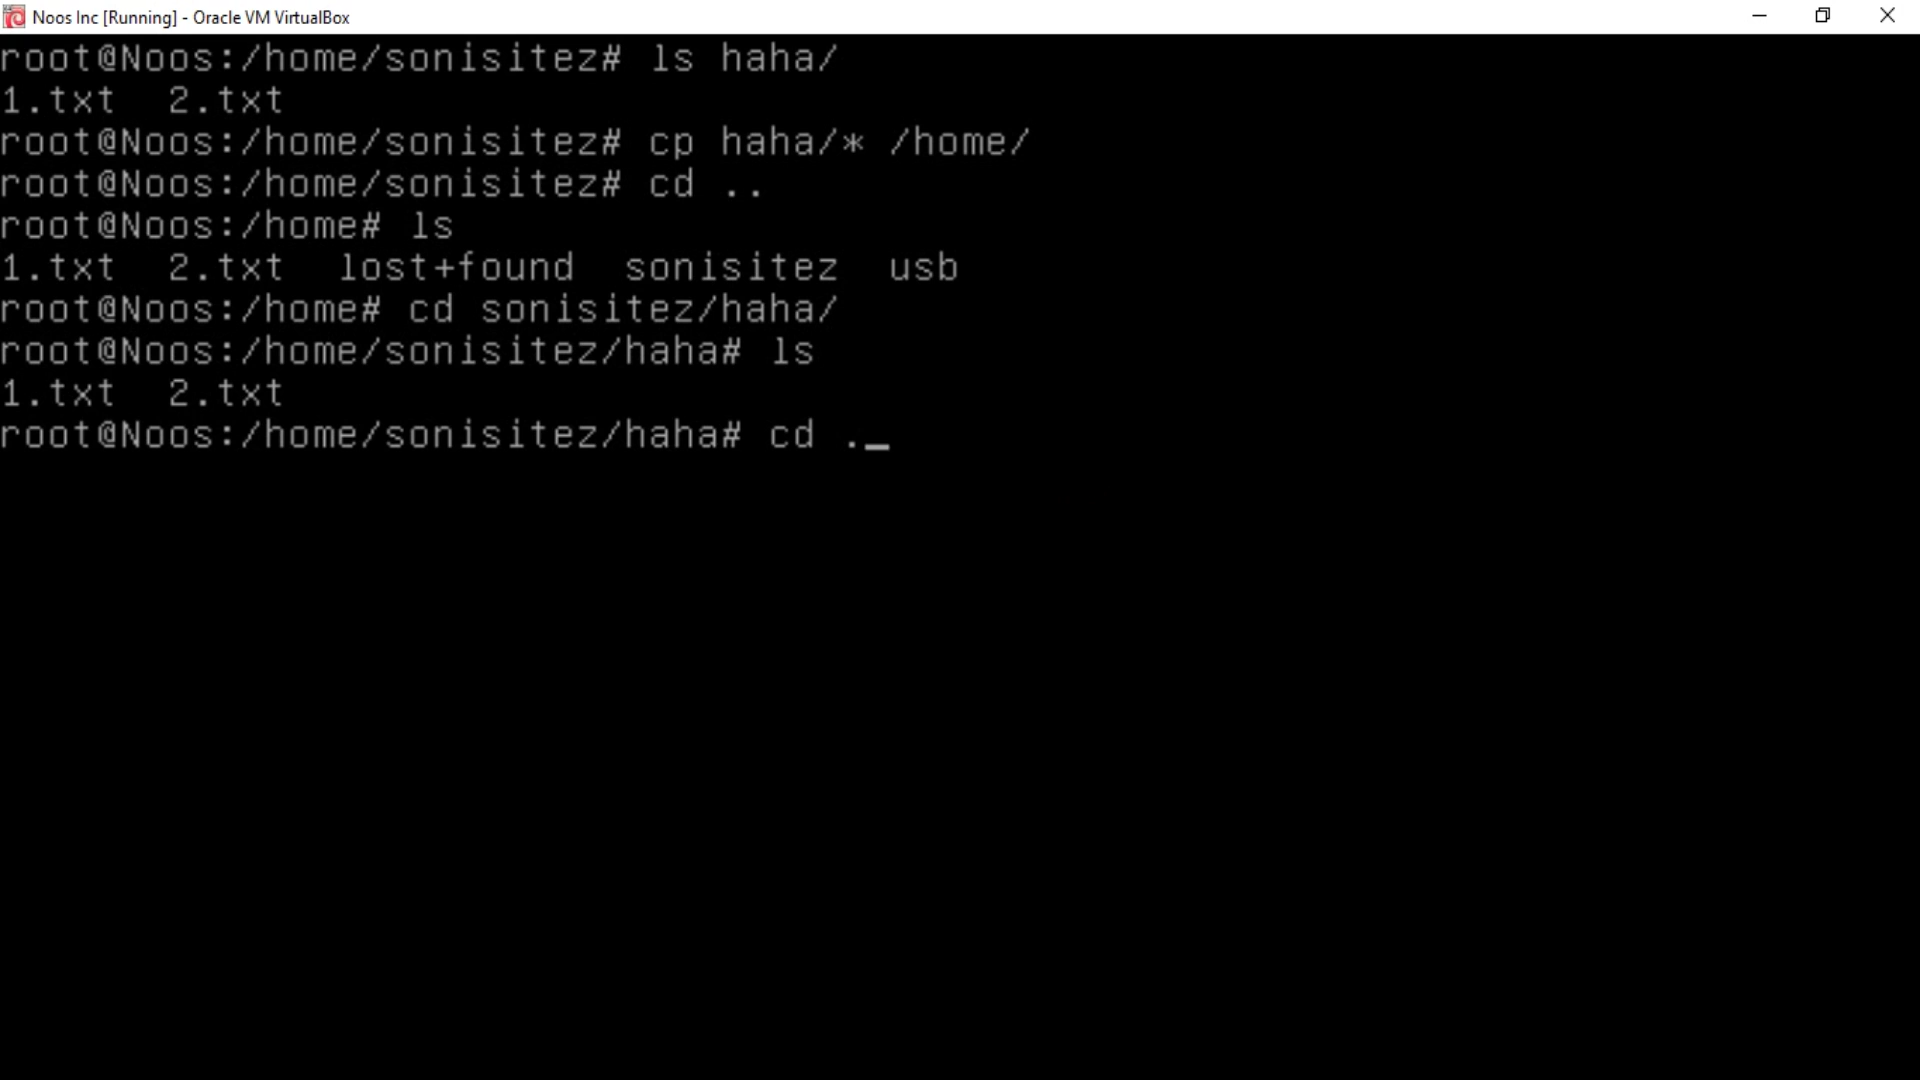 Noos Inc [Running] - Oracle VM VirtualBox
root@Noos:/home/sonisitez# ls haha/
1.txt  2.txt
root@Noos:/home/sonisitez# cp haha/* /home/
root@Noos:/home/sonisitez# cd ..
root@Noos:/home# ls
1.txt  2.txt  lost+found  sonisitez  usb
root@Noos:/home# cd sonisitez/haha/
root@Noos:/home/sonisitez/haha# ls
1.txt  2.txt
root@Noos:/home/sonisitez/haha# cd ._